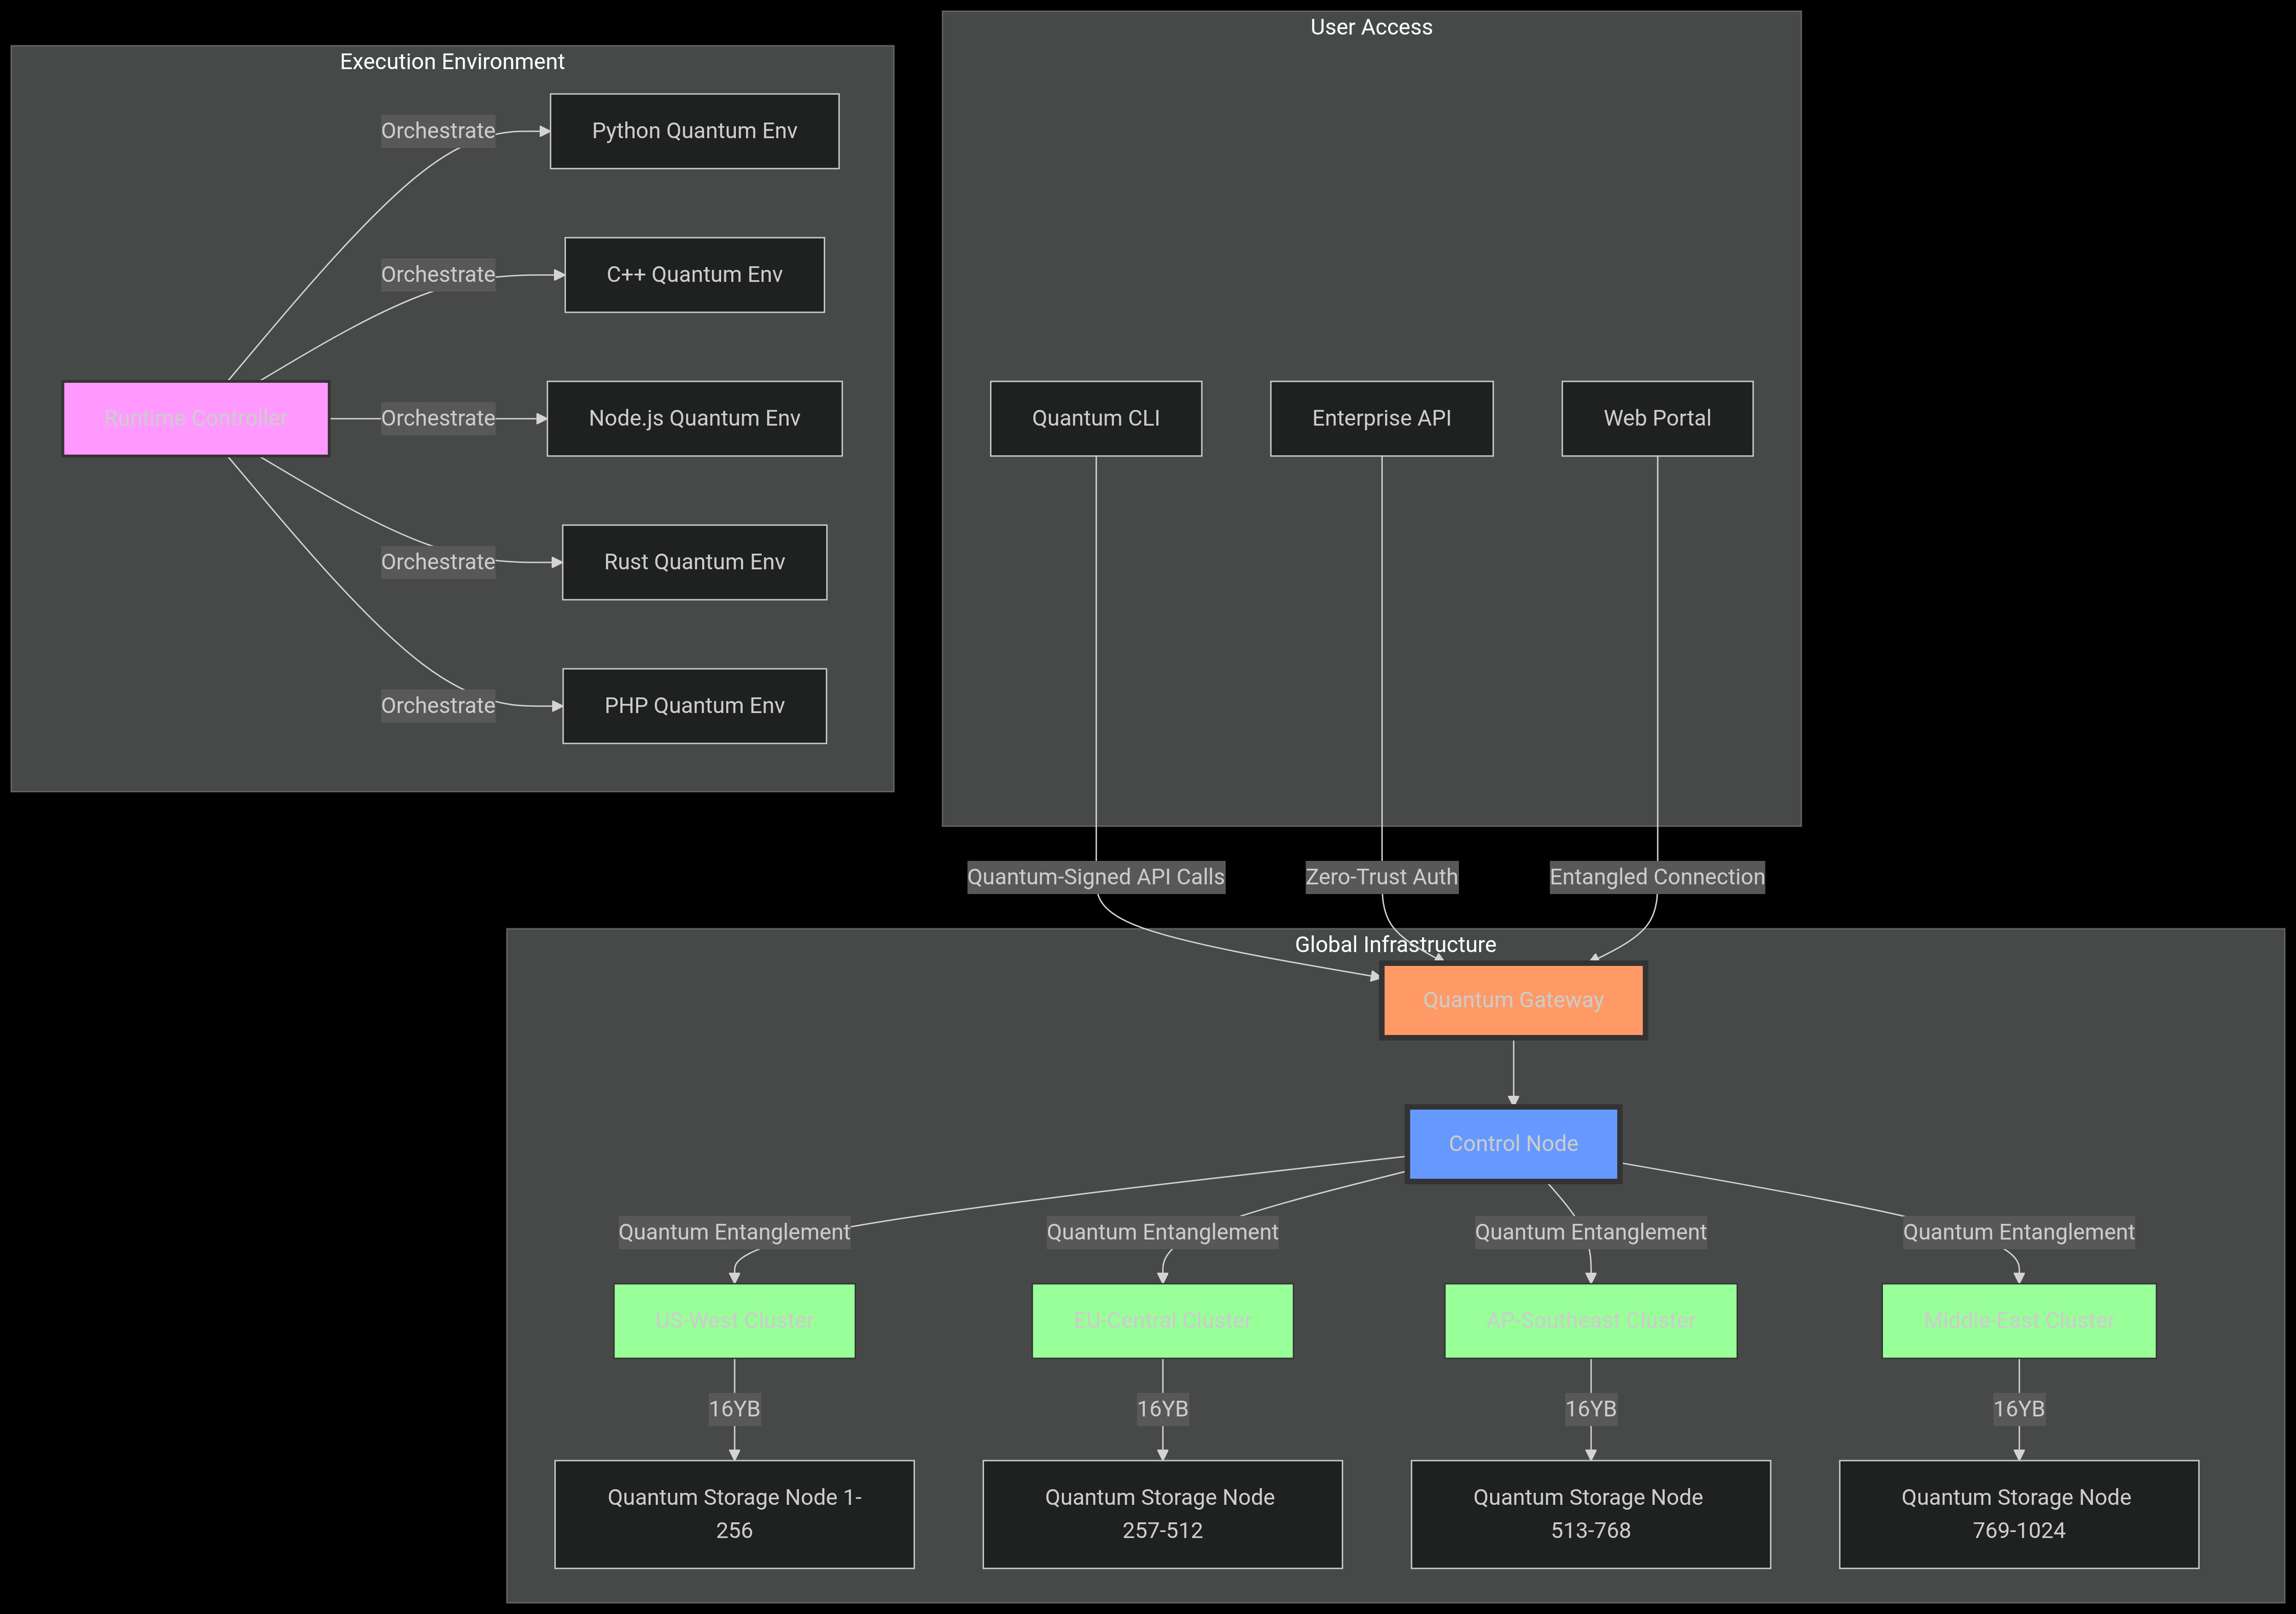 Execution Environment
Orchestrate
Python Quantum Env
Orchestrate
C++ Quantum Env
Runtime Controller
Orchestrate
Node.js Quantum Env
Orchestrate
Rust Quantum Env
Orchestrate
PHP Quantum Env
User Access
Quantum CLI
Enterprise API
Web Portal
Quantum-Signed API Calls
Zero-Trust Auth
Entangled Connection
Global Infrastructure
Quantum Gateway
Control Node
Quantum Entanglement
Quantum Entanglement
Quantum Entanglement
Quantum Entanglement
US-West Cluster
EU-Central Cluster
AP-Southeast Cluster
Middle-East Cluster
16YB
16YB
16YB
16YB
Quantum Storage Node 1-
256
Quantum Storage Node
257-512
Quantum Storage Node
513-768
Quantum Storage Node
769-1024